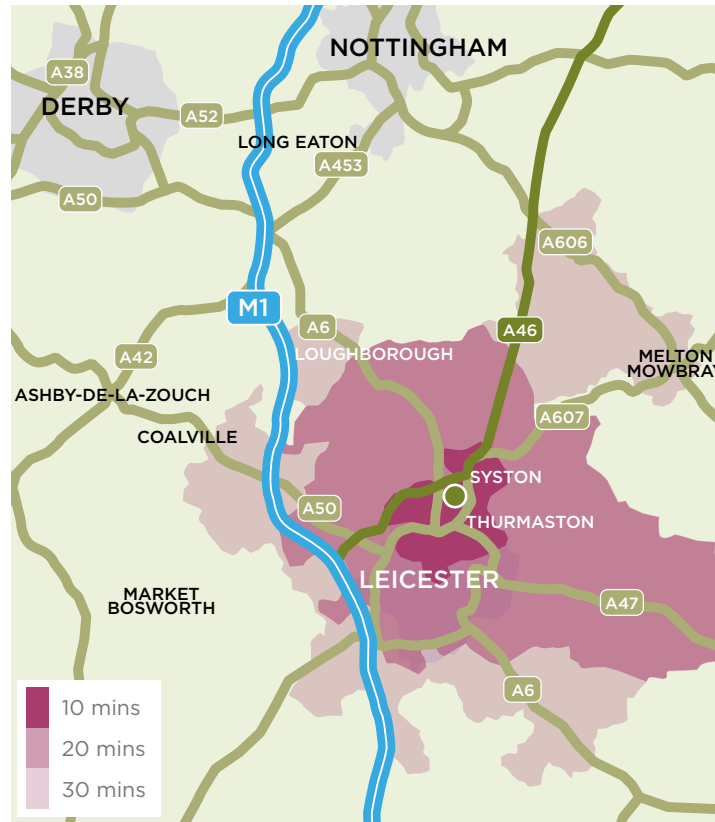 NOTTINGHAM
A38
DERBY
A52
LONG EATON
A453
A50
A606
M1
A6
A46
A42
LOUGHBOROUGH
MELTON
MOWBRAY
ASHBY-DE-LA-ZOUCH
A607
COALVILLE
SYSTON
A50
THURMASTON
LEICESTER
MARKET
BOSWORTH
A47
A6
10 mins
20 mins
30 mins